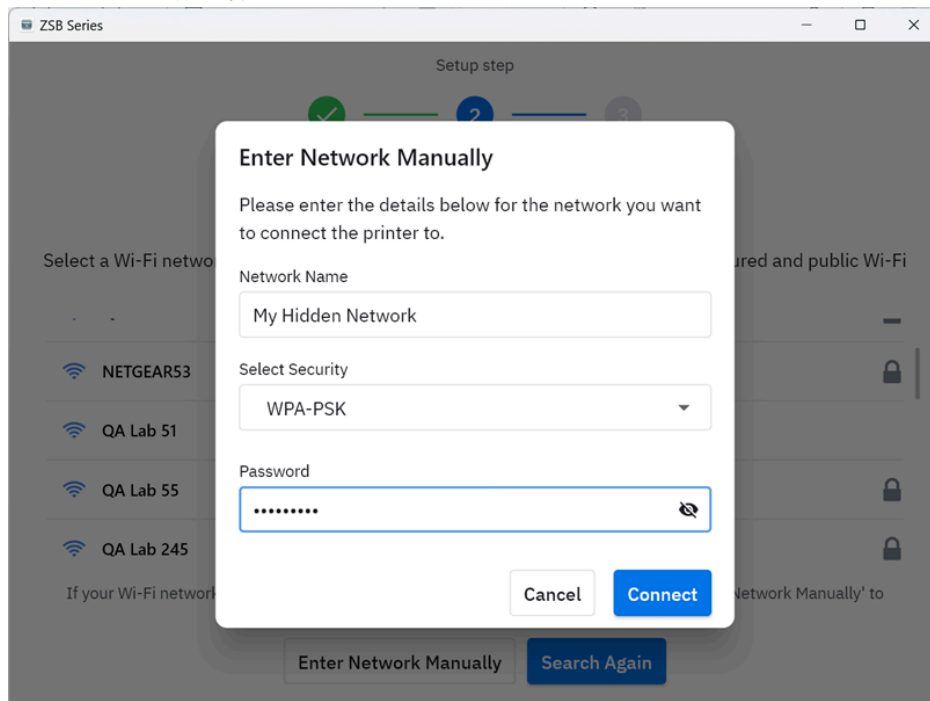 ZSB Series
Setup step
2
3
Enter Network Manually
Please enter the details below for the network you want
to connect the printer to.
Select a Wi-Fi netwo
ured and public Wi-Fi
Network Name
My Hidden Network
NETGEAR53
Select Security
WPA-PSK
QA Lab 51
Password
QA Lab 55
•••••••••
QA Lab 245
If your Wi-Fi network
Network Manually' to
Cancel
Connect
Enter Network Manually
Search Again